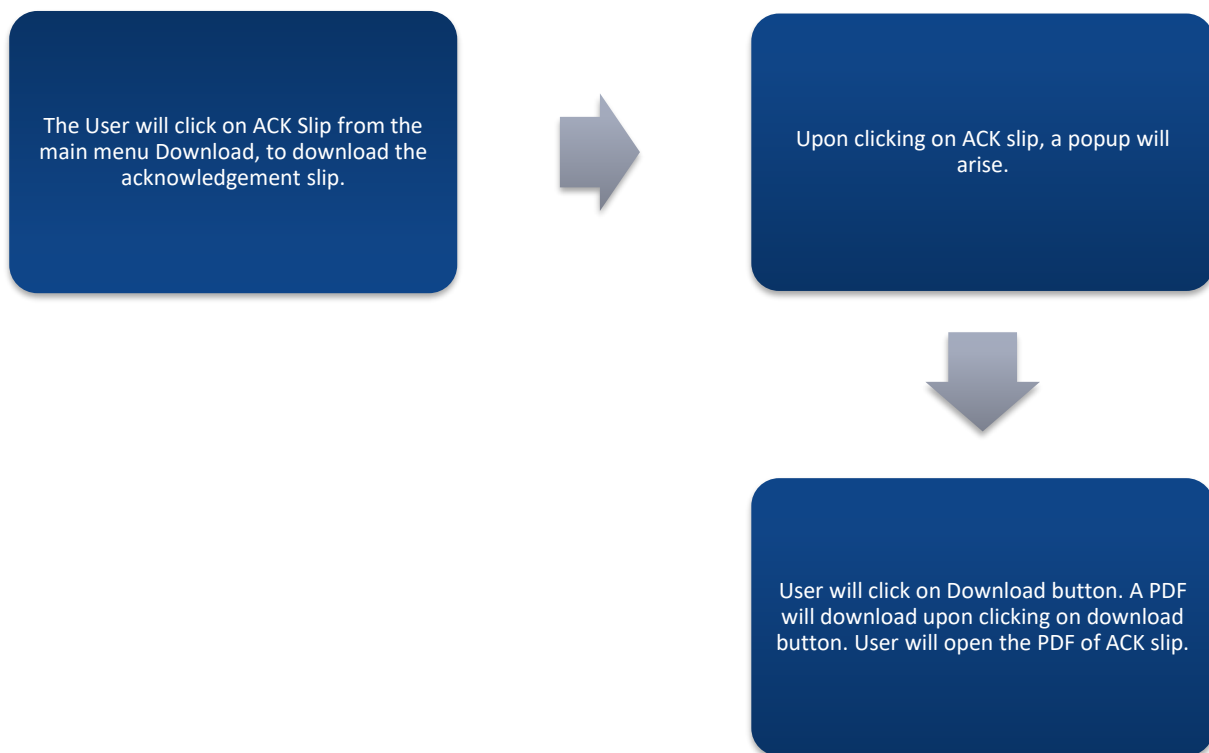 The User will click on ACK Slip from the
main menu Download, to download the
acknowledgement slip.
Upon clicking on ACK slip, a popup will
arise.
User will click on Download button. A PDF
will download upon clicking on download
button. User will open the PDF of ACK slip.